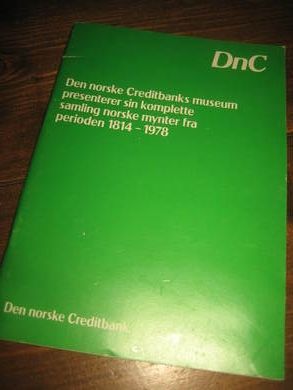 DnC
Den norske Creditbanks museum
presenterer sin komplette
samling norske mynter fra
perioden 1814 - 1978
Den norske Creditbank